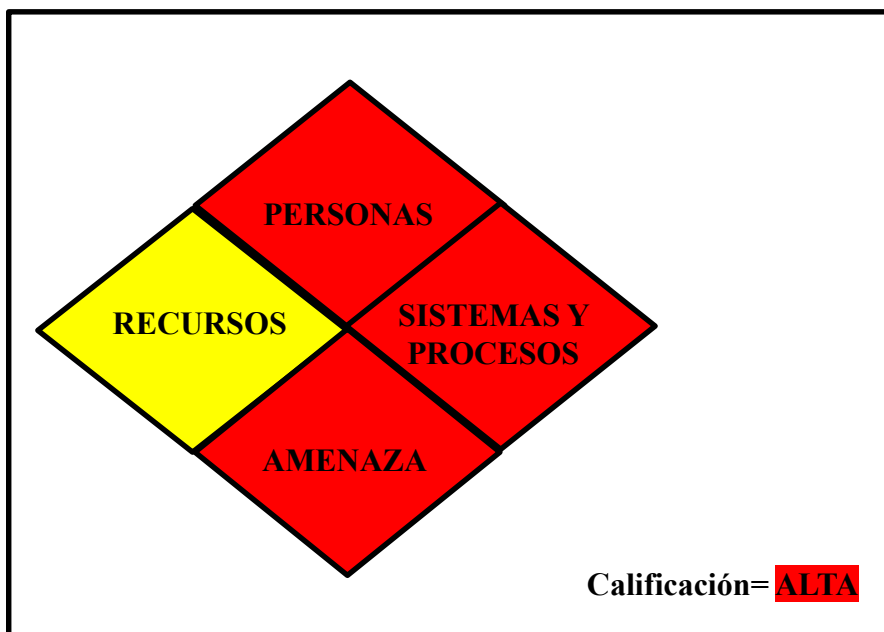 PERSONAS
RECURSOS
SISTEMAS Y
PROCESOS
AMENAZA
Calificación= ALTA